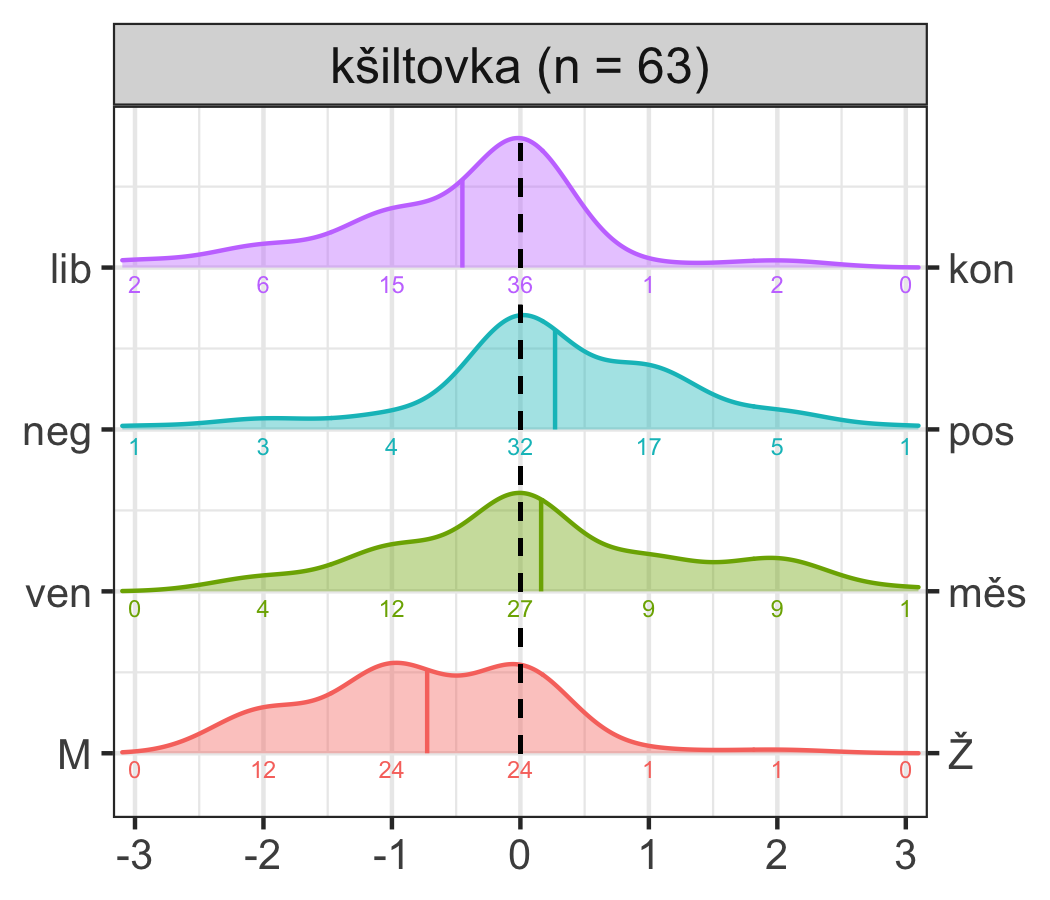 kšiltovka (n = 63)
lib kon
2 6 15 36 1 2 0
neg pos
1 3 4 32 17 5 1
ven měs
0 4 12 27 9 9 1
M Ž
0 12 24 24 1 1 0
-3 -2 -1 0 1 2 3